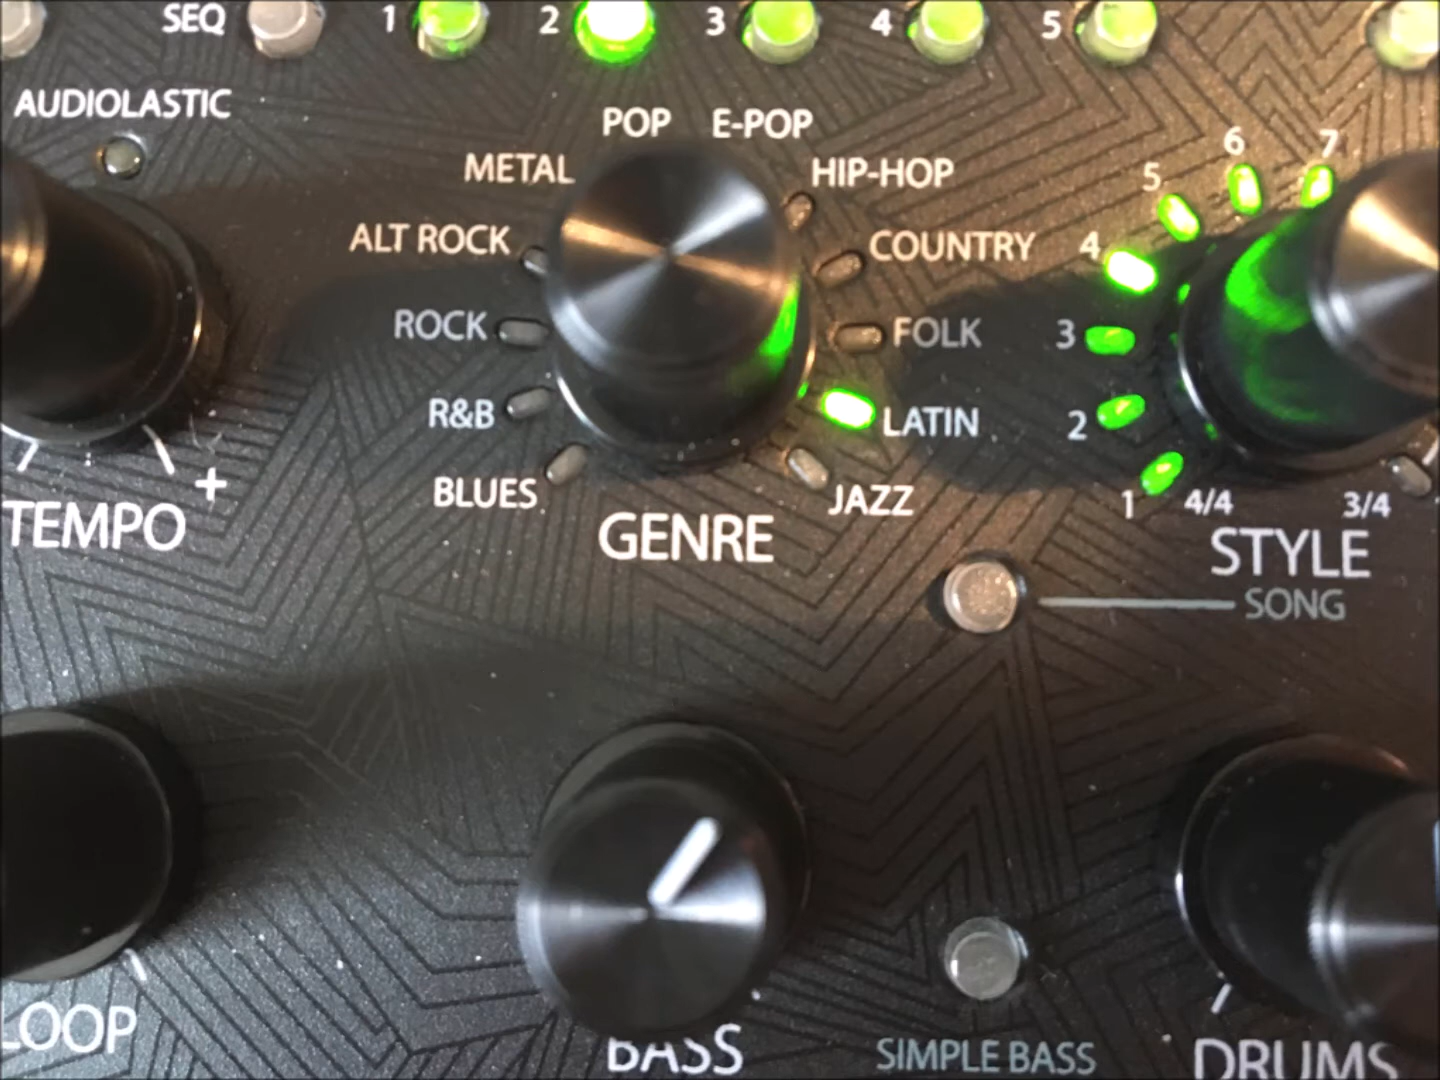 SEQ 1 2 3 4 5
AUDIOLASTIC
POP E-POP
METAL HIP-HOP
ALT ROCK COUNTRY
ROCK FOLK
R&B LATIN
BLUES JAZZ
GENRE
+
TEMPO
7
6
5
4
3
2
1 4/4 3/4
STYLE
SONG
LOOP
BASS
SIMPLE BASS
DRUMS